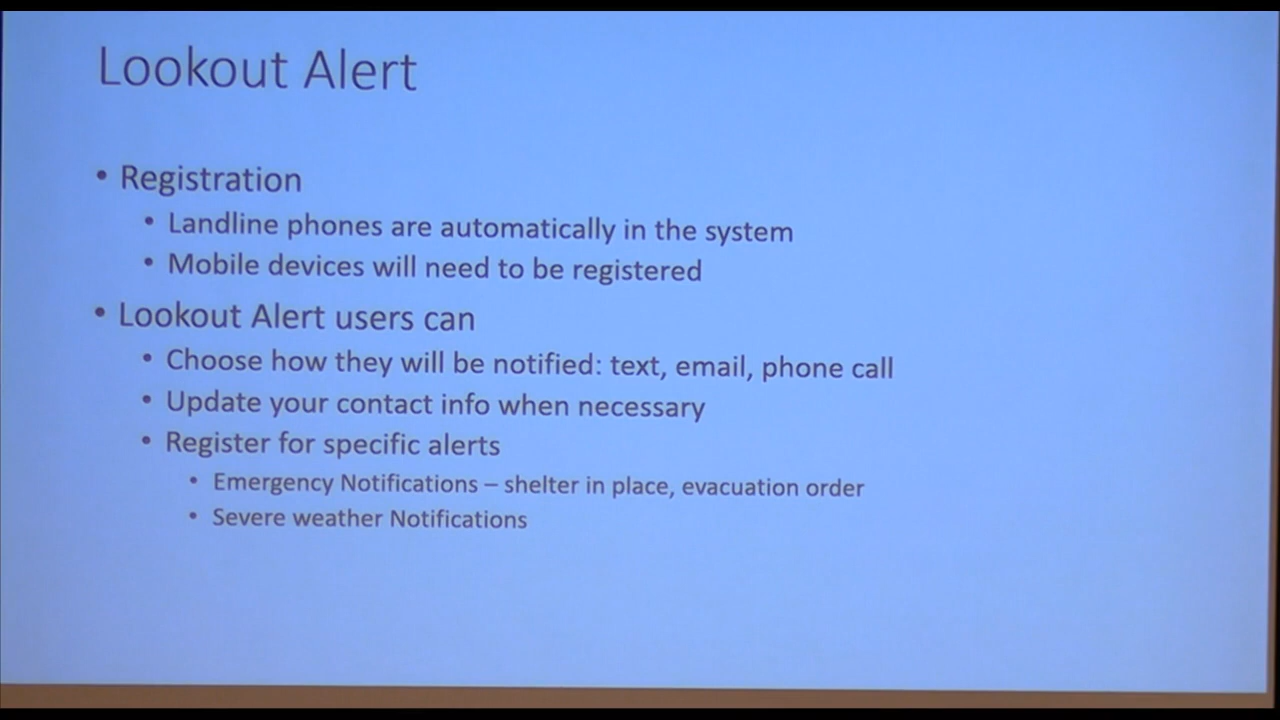 Lookout Alert
• Registration
• Landline phones are automatically in the system
• Mobile devices will need to be registered
• Lookout Alert users can
• Choose how they will be notified: text, email, phone call
• Update your contact info when necessary
• Register for specific alerts
• Emergency Notifications – shelter in place, evacuation order
• Severe weather Notifications